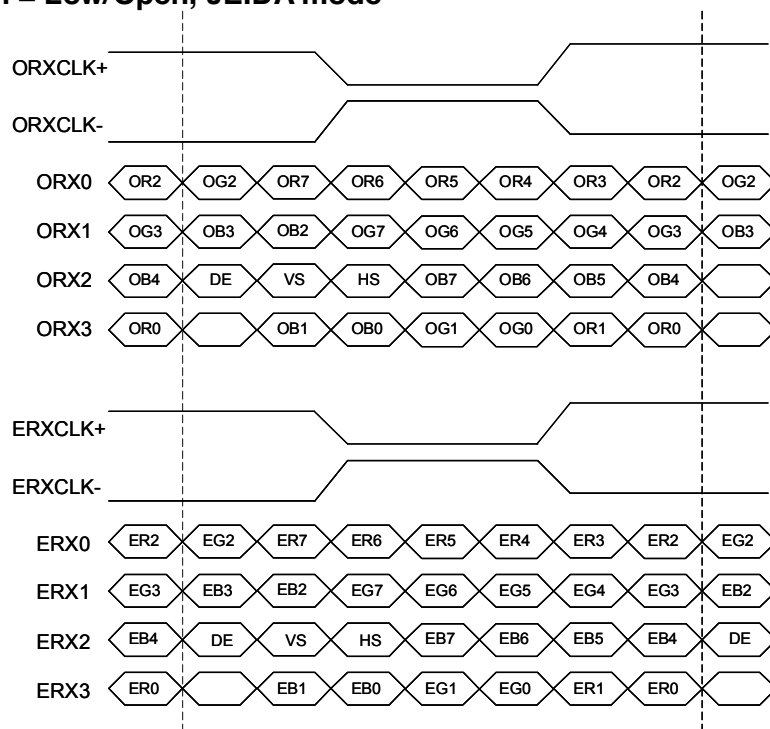 = Low/Open, JEIDA mode
ORXCLK+
ORXCLK-
ORX0 OR2 OG2 OR7 OR6 OR5 OR4 OR3 OR2 OG2
ORX1 OG3 OB3 OB2 OG7 OG6 OG5 OG4 OG3 OB3
ORX2 OB4 DE VS HS OB7 OB6 OB5 OB4
ORX3 OR0 OB1 OB0 OG1 OG0 OR1 OR0
ERXCLK+
ERXCLK-
ERX0 ER2 EG2 ER7 ER6 ER5 ER4 ER3 ER2 EG2
ERX1 EG3 EB3 EB2 EG7 EG6 EG5 EG4 EG3 EB2
ERX2 EB4 DE VS HS EB7 EB6 EB5 EB4 DE
ERX3 ER0 EB1 EB0 EG1 EG0 ER1 ER0